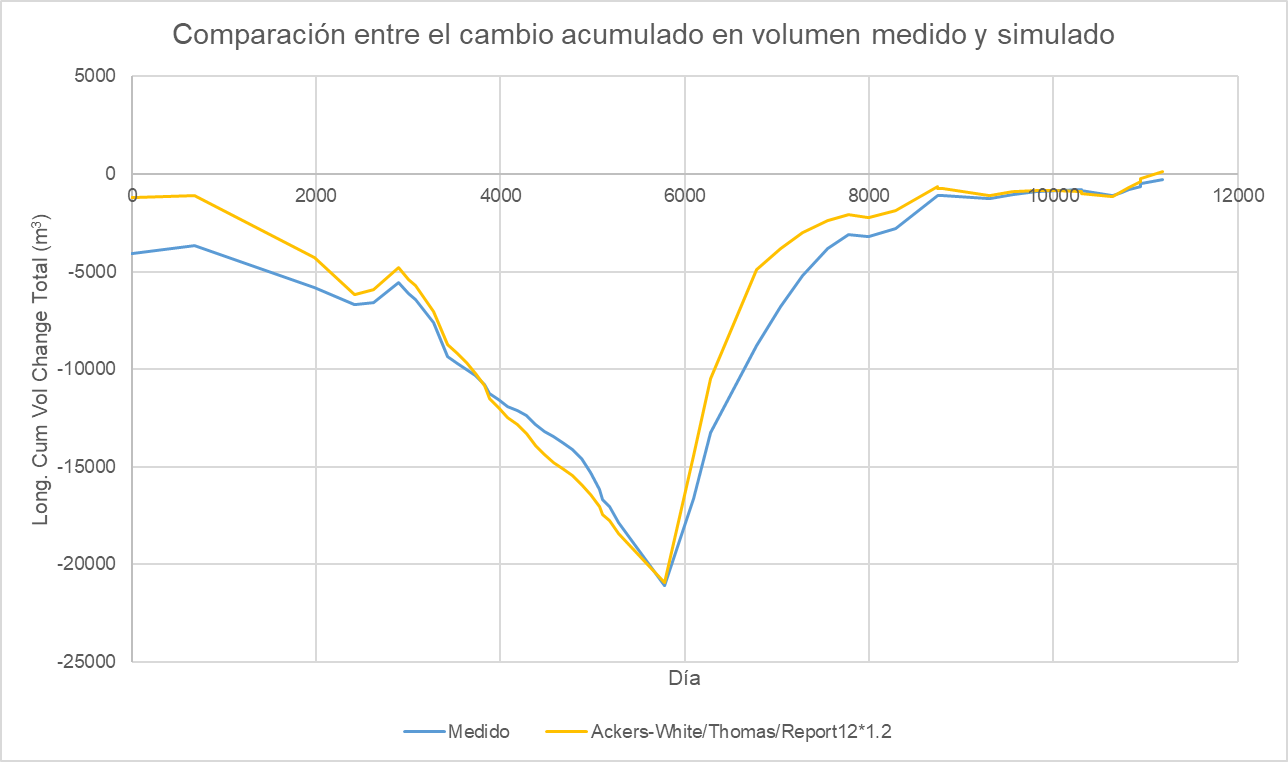 Comparación entre el cambio acumulado en volumen medido y simulado
5000
0
0 2000 4000 6000 8000 10000 12000
-5000
-10000
-15000
-20000
-25000
Long. Cum Vol Change Total (m³)
Día
Medido
Ackers-White/Thomas/Report12*1.2